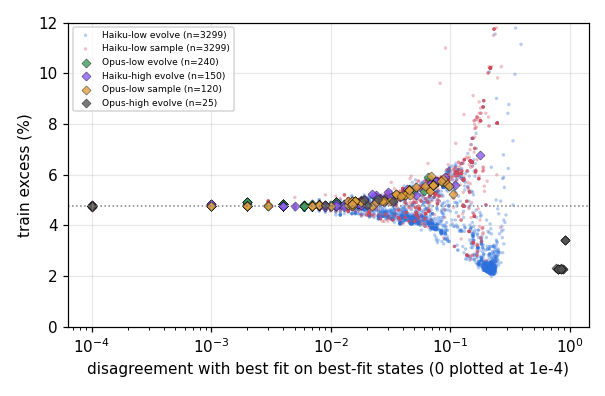 12
10
8
6
4
2
0
train excess (%)
Haiku-low evolve (n=3299)
Haiku-low sample (n=3299)
Opus-low evolve (n=240)
Haiku-high evolve (n=150)
Opus-low sample (n=120)
Opus-high evolve (n=25)
10⁻⁴ 10⁻³ 10⁻² 10⁻¹ 10⁰
disagreement with best fit on best-fit states (0 plotted at 1e-4)